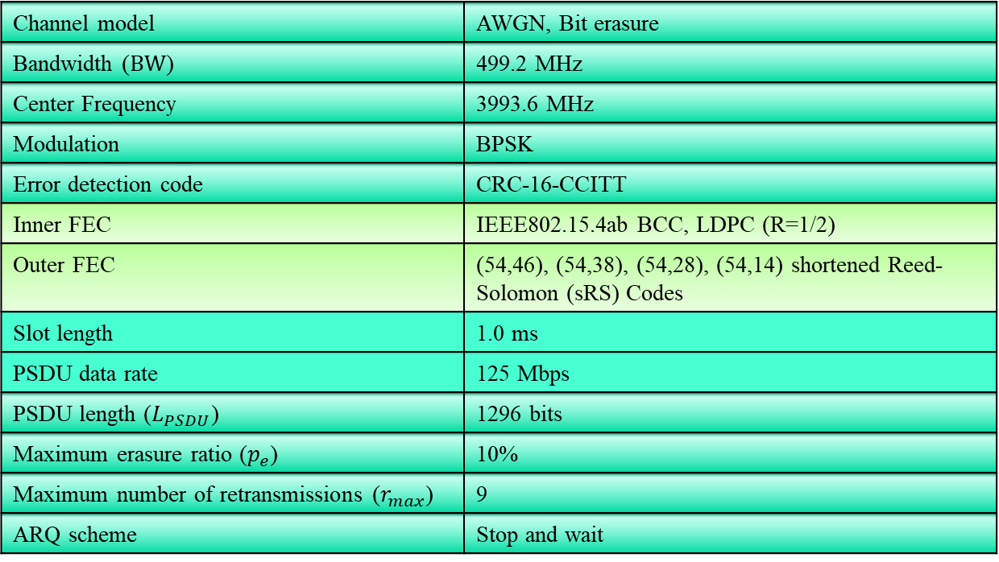 Channel model AWGN, Bit erasure
Bandwidth (BW) 499.2 MHz
Center Frequency 3993.6 MHz
Modulation BPSK
Error detection code CRC-16-CCITT
Inner FEC IEEE802.15.4ab BCC, LDPC (R=1/2)
Outer FEC (54,46), (54,38), (54,28), (54,14) shortened Reed-
Solomon (sRS) Codes
Slot length 1.0 ms
PSDU data rate 125 Mbps
PSDU length (L_{PSDU}) 1296 bits
Maximum erasure ratio (p_e) 10%
Maximum number of retransmissions (r_{max}) 9
ARQ scheme Stop and wait